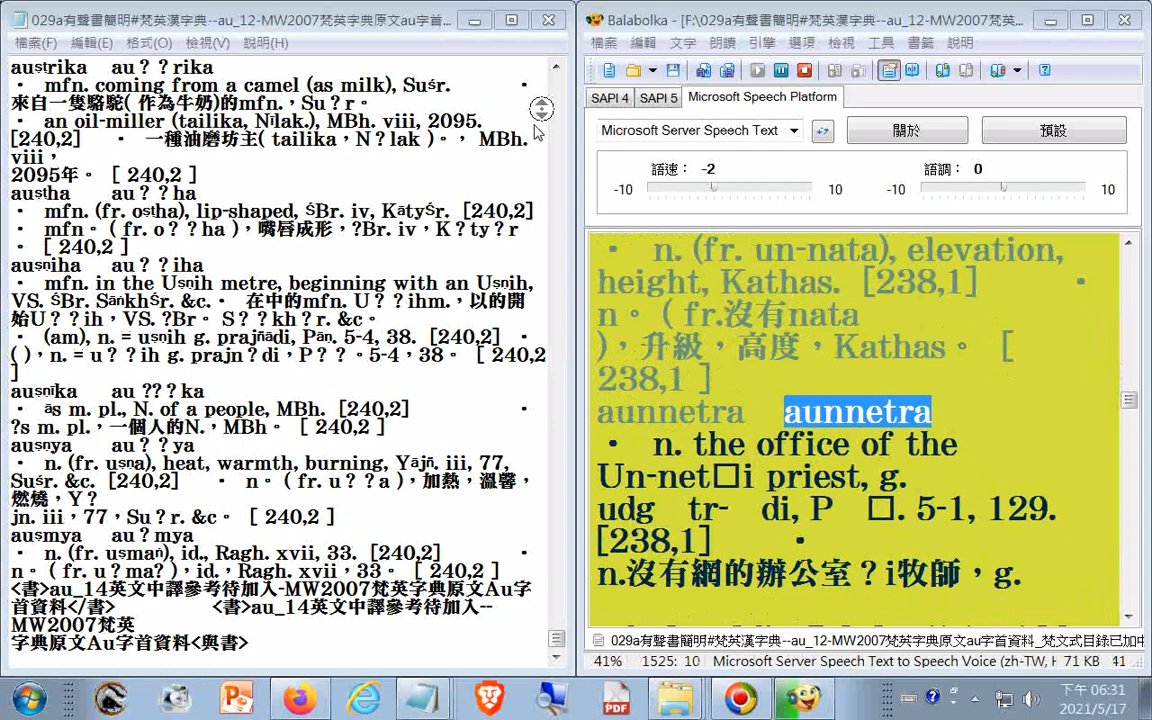 029a有聲書簡明#梵英漢字典--au_12-MW2007梵英字典原文au字首...
檔案(F) 編輯(E) 格式(O) 檢視(V) 說明(H)
auṣṭrika au？？rika
• mfn. coming from a camel (as milk), Suśr. •
來自一隻駱駝( 作為牛奶)的mfn.，Su？r。
• an oil-miller (tailika, Nīlak.), MBh. viii, 2095.
[240,2] • 一種油磨坊主( tailika，N？lak )。， MBh.
viii，
2095年。 [ 240,2 ]
auṣṭha au？？ha
• mfn. (fr. oṣṭha), lip-shaped, ŚBr. iv, KātyŚr. [240,2]
• mfn。( fr. o？？ha )，嘴唇成形，?Br. iv，K？ty？r
。 [ 240,2 ]
auṣṇiha au？？iha
• mfn. in the Uṣṇih metre, beginning with an Uṣṇih,
VS. ŚBr. ŚāṅkhŚr. &c. • 在中的mfn. U？？ihm.，以的開
始U？？ih，VS. ?Br。 S？？kh？r. &c。
• (am), n. = uṣṇih g. prajñādi, Pāṇ. 5-4, 38. [240,2]
( )，n. = u？？ih g. prajn？di，P？？。5-4，38。 [ 240,2
]
auṣṇīka au???ka
• ās m. pl., N. of a people, MBh. [240,2] •
?s m. pl.，一個人的N.，MBh。 [ 240,2 ]
auṣṇya au？？ya
• n. (fr. uṣṇa), heat, warmth, burning, Yājñ. iii, 77,
Suśr. &c. [240,2] • n。( fr. u？？a )，加熱，溫馨，
燃燒，Y？
jn. iii，77，Su？r. &c。 [ 240,2 ]
auṣmya au？mya
• n. (fr. uṣman), id., Ragh. xvii, 33. [240,2] •
n。( fr. u？ma? )，id.，Ragh. xvii，33。 [ 240,2 ]
<書>au_14英文中譯參考待加入-MW2007梵英字典原文Au字
首資料</書> <書>au_14英文中譯參考待加入--
MW2007梵英
字典原文Au字首資料<與書>
Balabolka - [F:\029a有聲書簡明#梵英漢字典--au_12-MW2007梵英...
檔案 編輯 文字 朗讀 引擎 選項 檢視 工具 書籤 說明
SAPI 4 SAPI 5 Microsoft Speech Platform
Microsoft Server Speech Text 關於 預設
語速： -2 語調： 0
-10 10 -10 10
• n. (fr. un-nata), elevation,
height, Kathas. [238,1] •
n。( fr.沒有nata
)，升級，高度，Kathas。 [
238,1 ]
aunnetra aunnetra
• n. the office of the
Un-net□i priest, g.
udg tr- di, P □. 5-1, 129.
[238,1] •
n.沒有網的辦公室？i牧師，g.
029a有聲書簡明#梵英漢字典--au_12-MW2007梵英字典原文au字首資料_梵文式目錄已加中
41% 1525: 10 Microsoft Server Speech Text to Speech Voice (zh-TW, H 71 KB 41
下午 06:31
2021/5/17